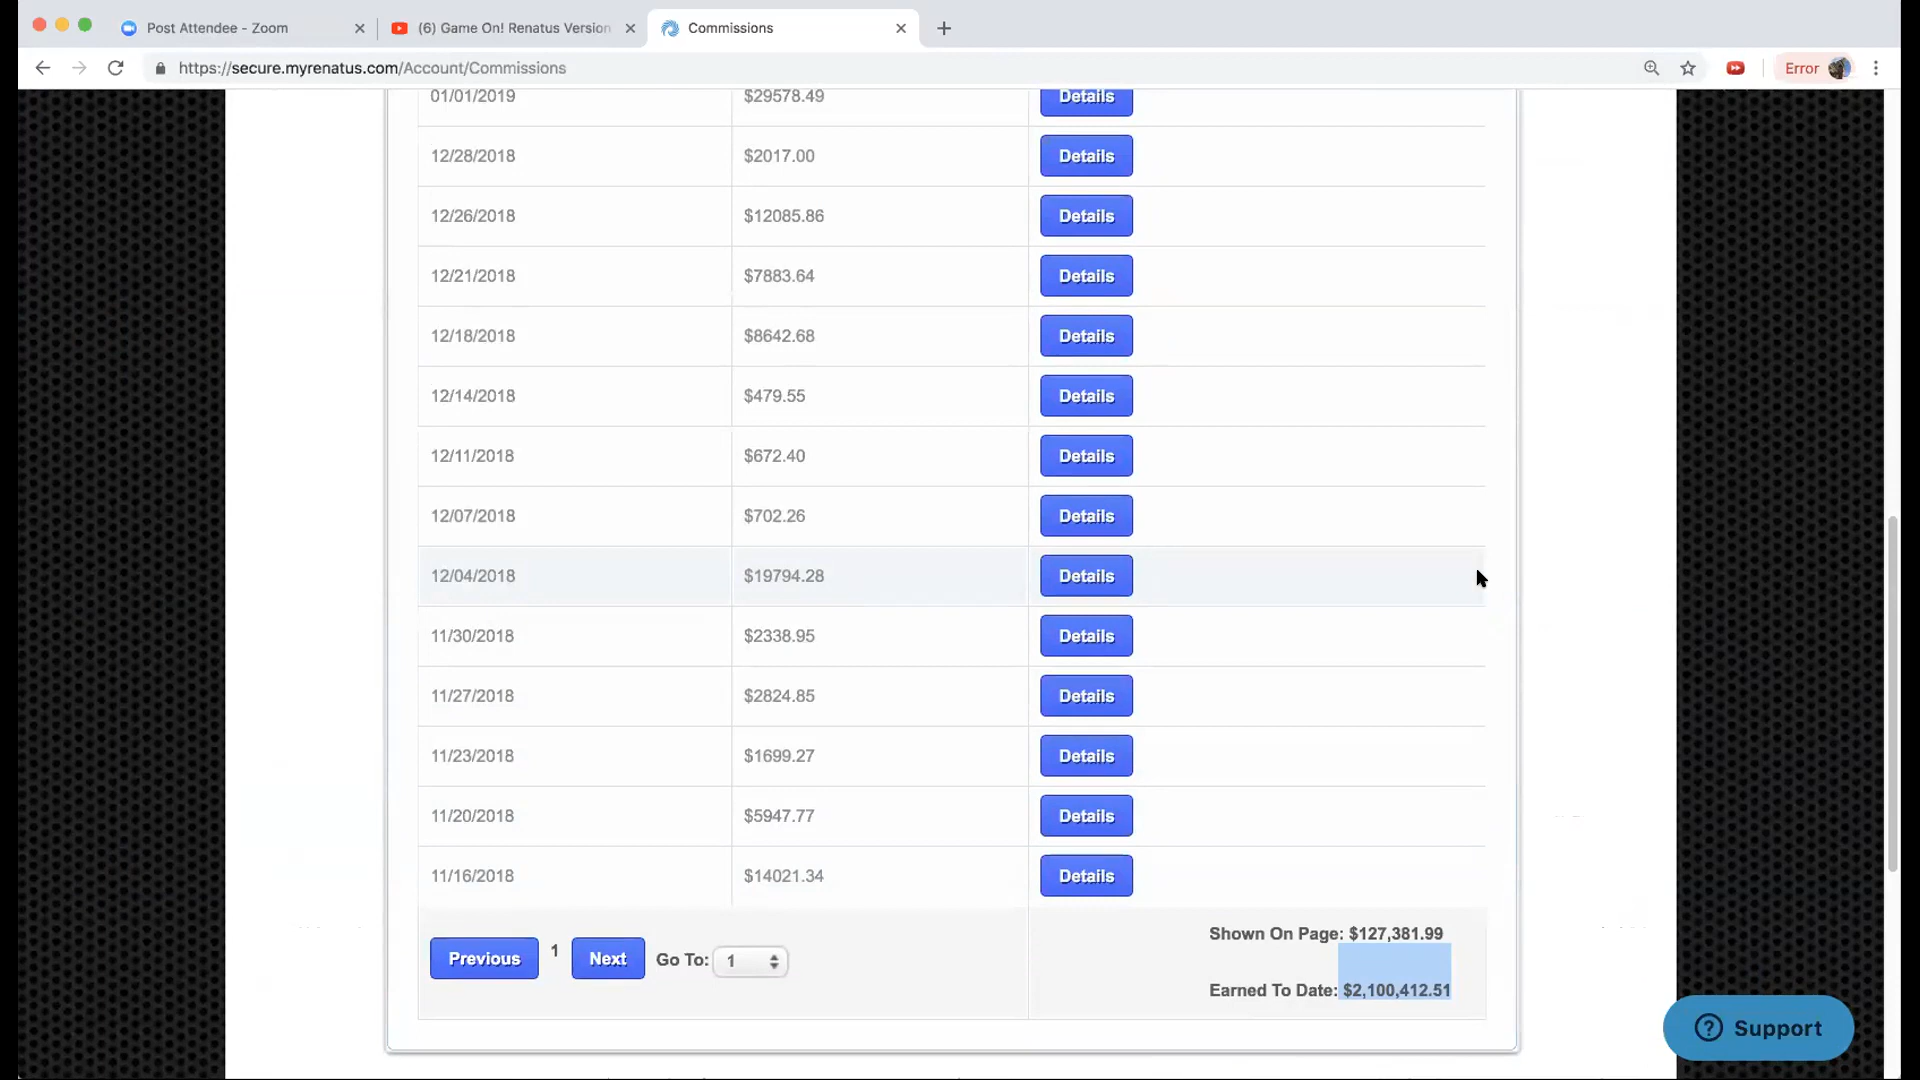 Post Attendee - Zoom
(6) Game On! Renatus Version
Commissions
https://secure.myrenatus.com/Account/Commissions
Error
01/01/2019 $29578.49 Details
12/28/2018 $2017.00 Details
12/26/2018 $12085.86 Details
12/21/2018 $7883.64 Details
12/18/2018 $8642.68 Details
12/14/2018 $479.55 Details
12/11/2018 $672.40 Details
12/07/2018 $702.26 Details
12/04/2018 $19794.28 Details
11/30/2018 $2338.95 Details
11/27/2018 $2824.85 Details
11/23/2018 $1699.27 Details
11/20/2018 $5947.77 Details
11/16/2018 $14021.34 Details
Shown On Page: $127,381.99
Previous 1 Next Go To: 1
Earned To Date: $2,100,412.51
Support